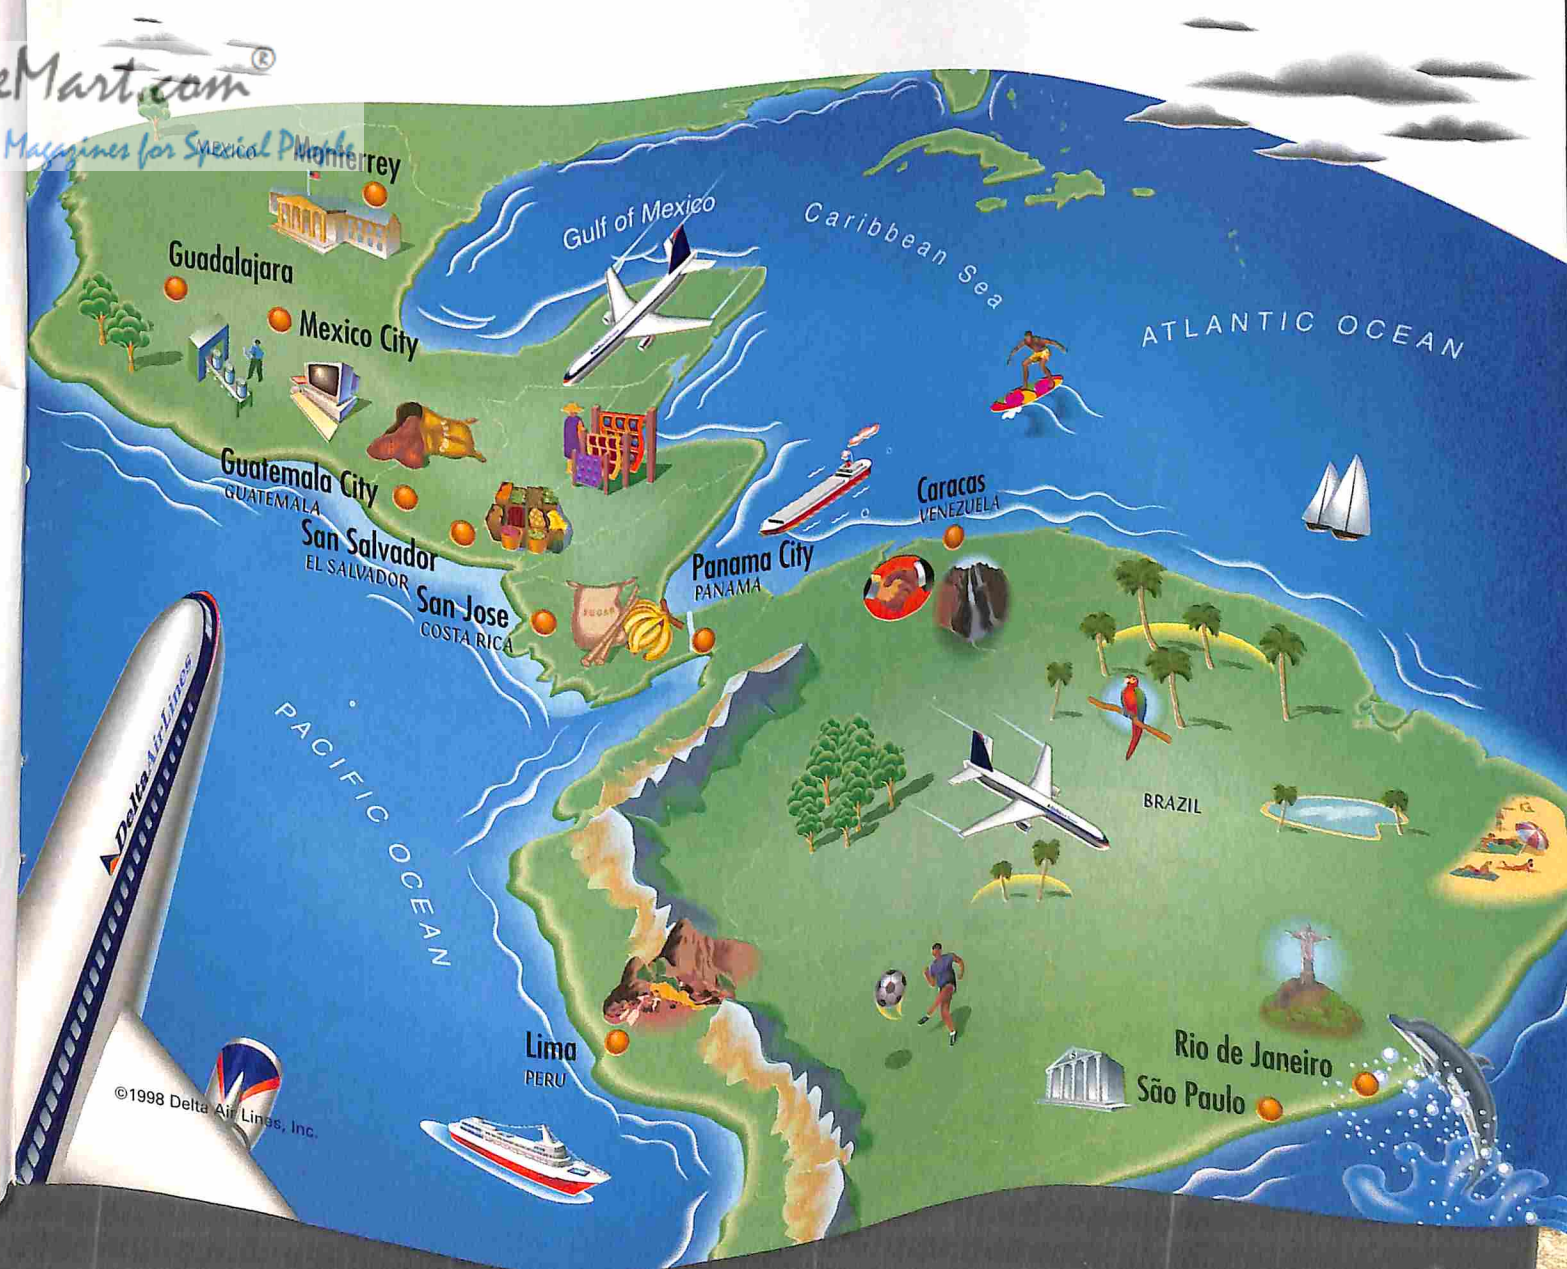 eMart.com®
Magazines for Special People
MEXICO
Monterrey
Guadalajara
Mexico City
Gulf of Mexico
Caribbean Sea
ATLANTIC OCEAN
Guatemala City
GUATEMALA
San Salvador
EL SALVADOR
San Jose
COSTA RICA
SUGAR
Panama City
PANAMA
Caracas
VENEZUELA
PACIFIC OCEAN
BRAZIL
Delta Air Lines
Lima
PERU
Rio de Janeiro
São Paulo
©1998 Delta Air Lines, Inc.